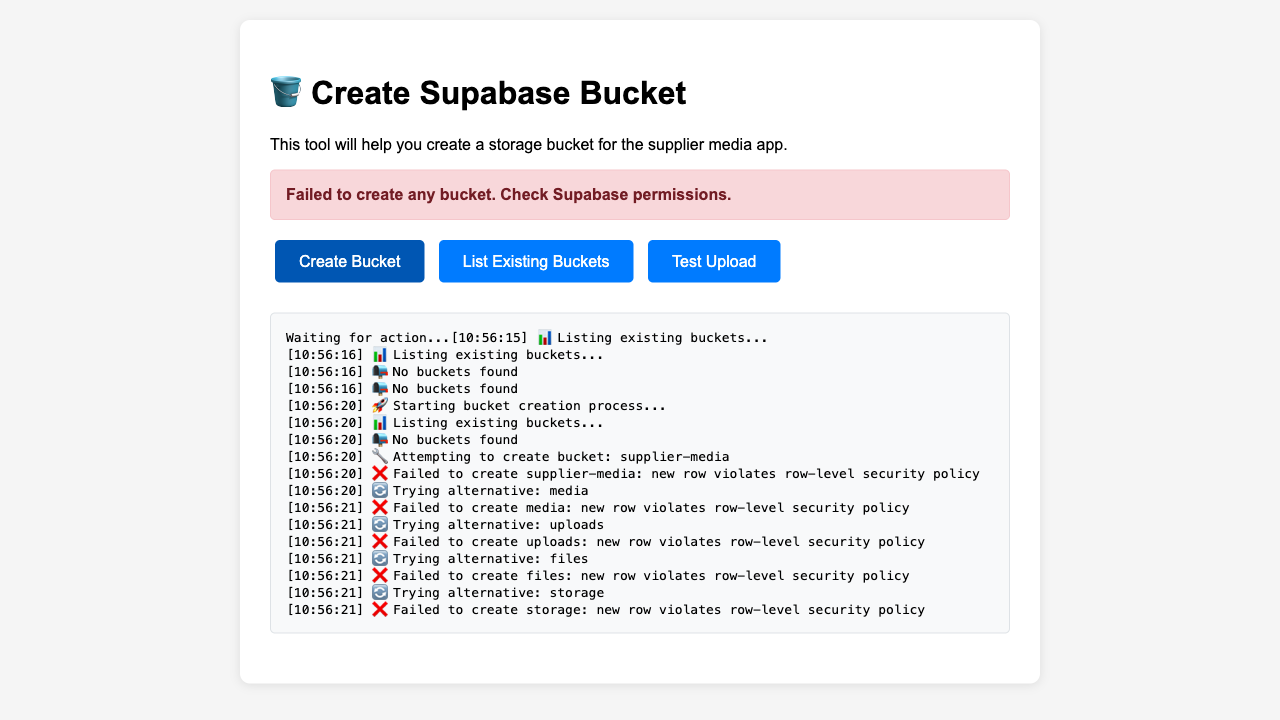 🪣 Create Supabase Bucket
This tool will help you create a storage bucket for the supplier media app.
Failed to create any bucket. Check Supabase permissions.
Create Bucket List Existing Buckets Test Upload
Waiting for action...[10:56:15] 📊 Listing existing buckets...
[10:56:16] 📊 Listing existing buckets...
[10:56:16] 📭 No buckets found
[10:56:16] 📭 No buckets found
[10:56:20] 🚀 Starting bucket creation process...
[10:56:20] 📊 Listing existing buckets...
[10:56:20] 📭 No buckets found
[10:56:20] 🔧 Attempting to create bucket: supplier-media
[10:56:20] ❌ Failed to create supplier-media: new row violates row-level security policy
[10:56:20] 🔄 Trying alternative: media
[10:56:21] ❌ Failed to create media: new row violates row-level security policy
[10:56:21] 🔄 Trying alternative: uploads
[10:56:21] ❌ Failed to create uploads: new row violates row-level security policy
[10:56:21] 🔄 Trying alternative: files
[10:56:21] ❌ Failed to create files: new row violates row-level security policy
[10:56:21] 🔄 Trying alternative: storage
[10:56:21] ❌ Failed to create storage: new row violates row-level security policy